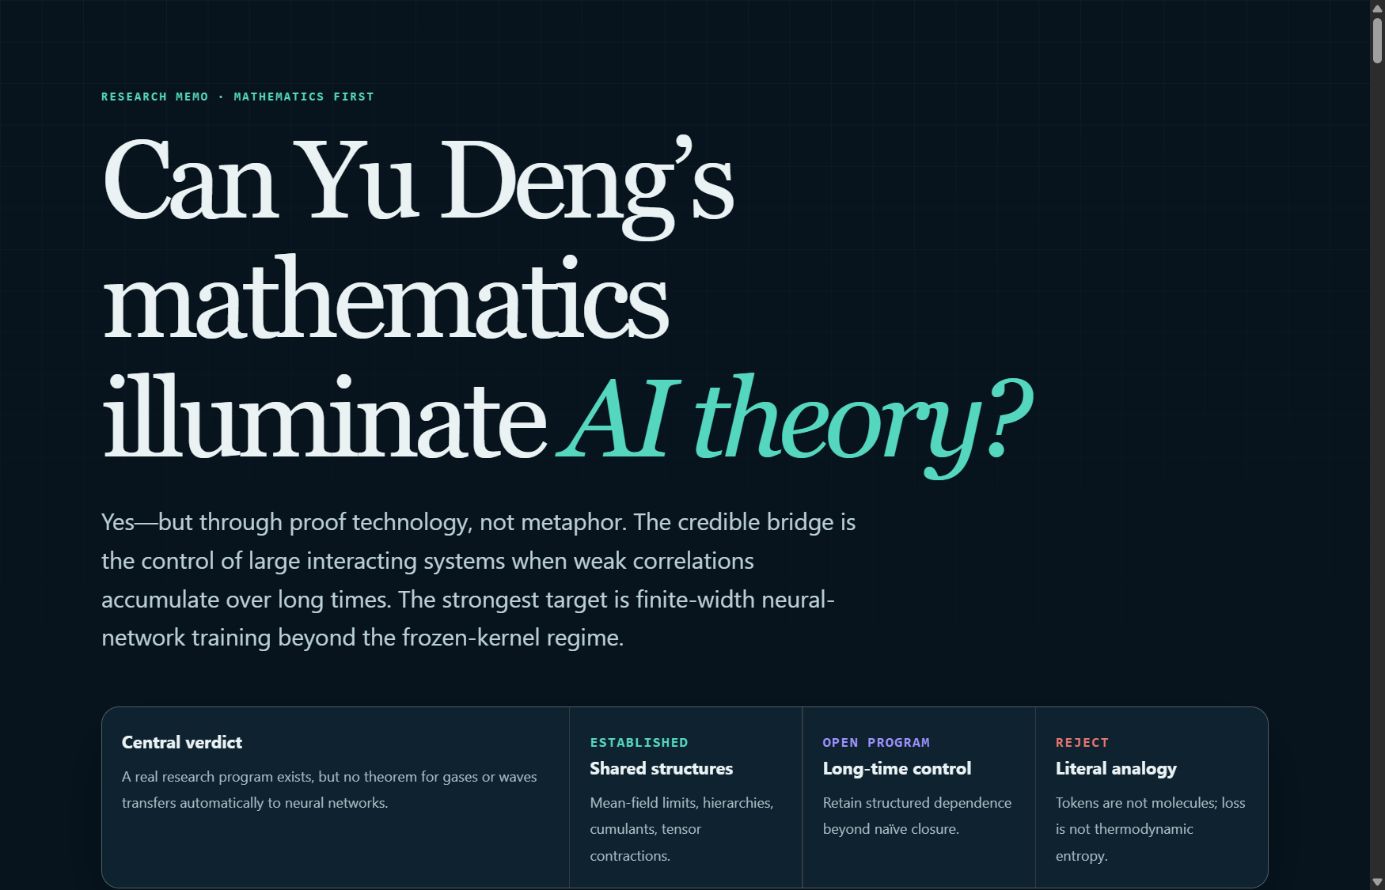 RESEARCH MEMO · MATHEMATICS FIRST
Can Yu Deng’s
mathematics
illuminate AI theory?
Yes—but through proof technology, not metaphor. The credible bridge is
the control of large interacting systems when weak correlations
accumulate over long times. The strongest target is finite-width neural-
network training beyond the frozen-kernel regime.
Central verdict
A real research program exists, but no theorem for gases or waves
transfers automatically to neural networks.
ESTABLISHED
Shared structures
Mean-field limits, hierarchies,
cumulants, tensor
contractions.
OPEN PROGRAM
Long-time control
Retain structured dependence
beyond naïve closure.
REJECT
Literal analogy
Tokens are not molecules; loss
is not thermodynamic
entropy.